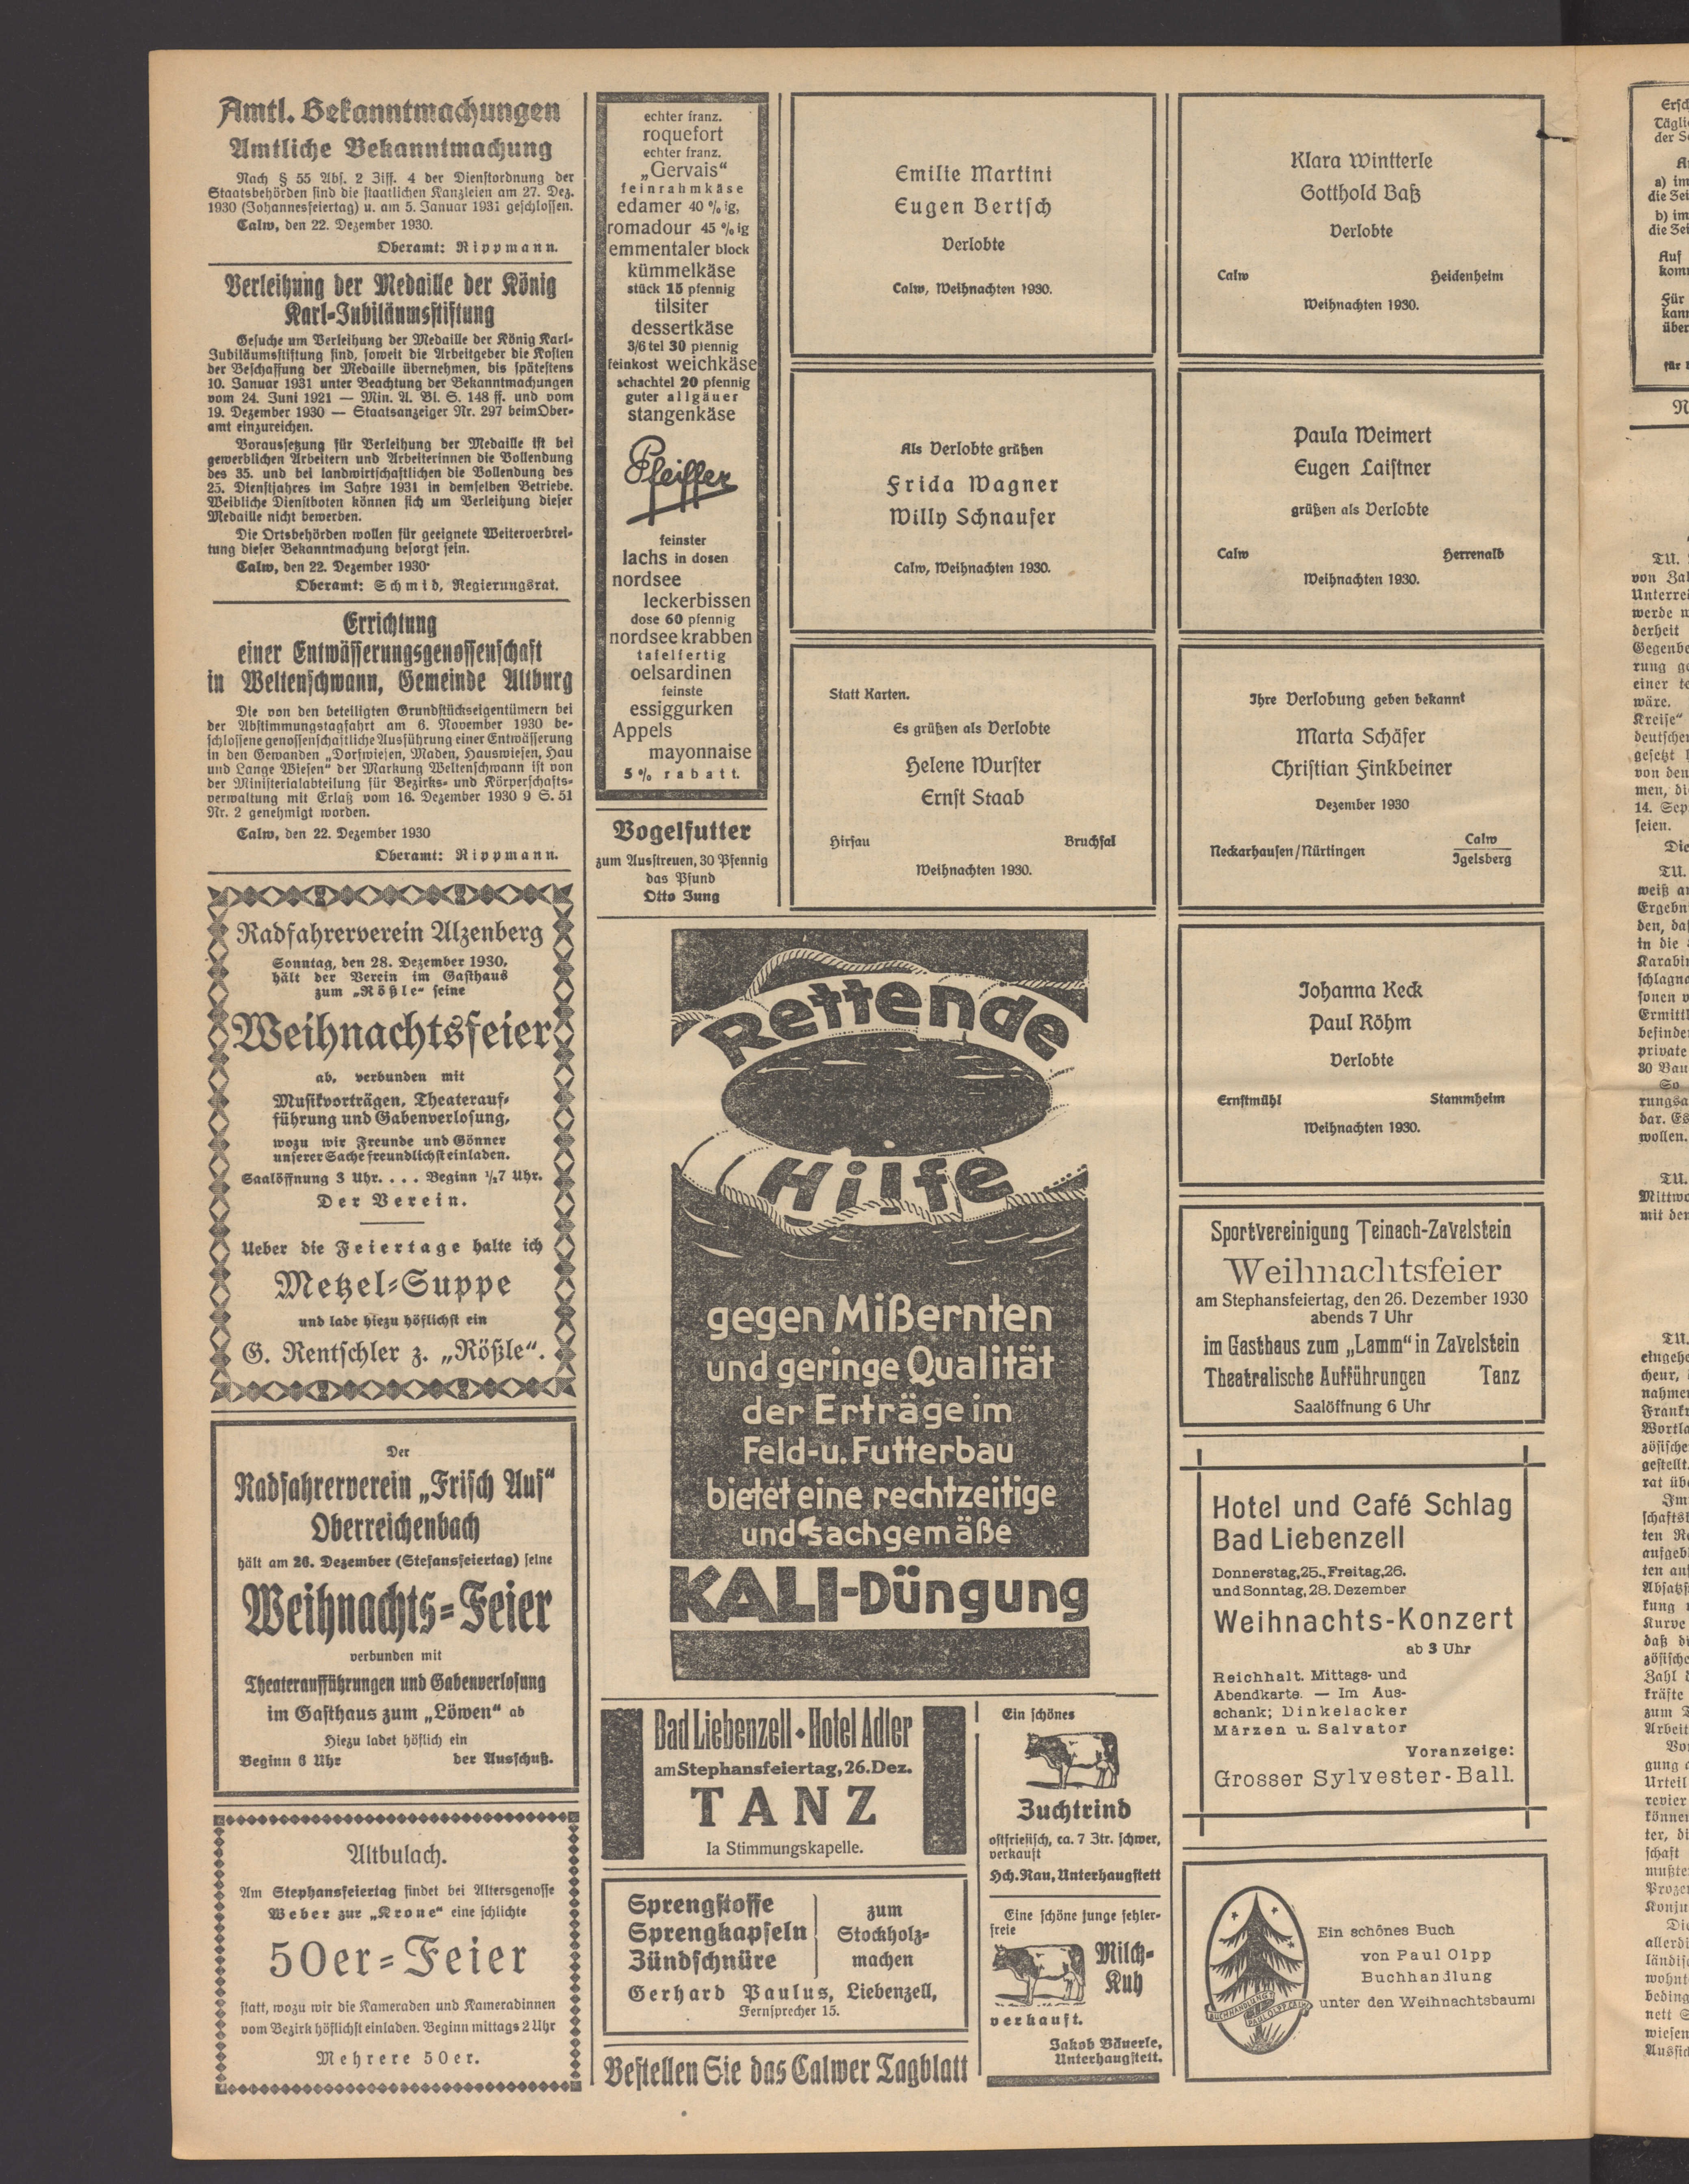 Amtl. Bekanntmachungen
Amtliche Bekanntmachung
Nach § 55 Abs. 2 Ziff. 4 der Dienstordnung der
Staatsbehörden sind die staatlichen Kanzleien am 27. Dez.
1930 (Johannesfeiertag) u. am 5. Januar 1931 geschlossen.
Calw, den 22. Dezember 1930.
Oberamt: Rippmann.
Verleihung der Medaille der König
Karl-Jubiläumsstiftung
Gesuche um Verleihung der Medaille der König Karl-
Jubiläumsstiftung sind, soweit die Arbeitgeber die Kosten
der Beschaffung der Medaille übernehmen, bis spätestens
10. Januar 1931 unter Beachtung der Bekanntmachungen
vom 24. Juni 1921 — Min. A. Bl. S. 148 ff. und vom
19. Dezember 1930 — Staatsanzeiger Nr. 297 beim Ober-
amt einzureichen.
Voraussetzung für Verleihung der Medaille ist bei
gewerblichen Arbeitern und Arbeiterinnen die Vollendung
des 35. und bei landwirtschaftlichen die Vollendung des
25. Dienstjahres im Jahre 1931 in demselben Betriebe.
Weibliche Dienstboten können sich um Verleihung dieser
Medaille nicht bewerben.
Die Ortsbehörden wollen für geeignete Weiterverbrei-
tung dieser Bekanntmachung besorgt sein.
Calw, den 22. Dezember 1930.
Oberamt: Schmid, Regierungsrat.
Errichtung
einer Entwässerungsgenossenschaft
in Weltenschwann, Gemeinde Altburg
Die von den beteiligten Grundstückseigentümern bei
der Abstimmungstagfahrt am 6. November 1930 be-
schlossene genossenschaftliche Ausführung einer Entwässerung
in den Gewanden „Dorfwiesen, Maden, Hauswiesen, Hau
und Lange Wiesen“ der Markung Weltenschwann ist von
der Ministerialabteilung für Bezirks- und Körperschafts-
verwaltung mit Erlaß vom 16. Dezember 1930 9 S. 51
Nr. 2 genehmigt worden.
Calw, den 22. Dezember 1930
Oberamt: Rippmann.
Radfahrerverein Alzenberg
Sonntag, den 28. Dezember 1930,
hält der Verein im Gasthaus
zum „Rößle“ seine
Weihnachtsfeier
ab, verbunden mit
Musikvorträgen, Theaterauf-
führung und Gabenverlosung,
wozu wir Freunde und Gönner
unserer Sache freundlichst einladen.
Saalöffnung 3 Uhr. . . . Beginn ½7 Uhr.
Der Verein.
Ueber die Feiertage halte ich
Metzel-Suppe
und lade hiezu höflichst ein
G. Rentschler z. „Rößle“.
Der
Radfahrerverein „Frisch Auf“
Oberreichenbach
hält am 26. Dezember (Stefansfeiertag) seine
Weihnachts-Feier
verbunden mit
Theateraufführungen und Gabenverlosung
im Gasthaus zum „Löwen“ ab
Hiezu ladet höflich ein
Beginn 6 Uhr der Ausschuß.
Altbulach.
Am Stephansfeiertag findet bei Altersgenosse
Weber zur „Krone“ eine schlichte
50er-Feier
statt, wozu wir die Kameraden und Kameradinnen
vom Bezirk höflichst einladen. Beginn mittags 2 Uhr
Mehrere 50er.
echter franz.
roquefort
echter franz.
„Gervais“
feinrahmkäse
edamer 40 % ig,
romadour 45 % ig
emmentaler block
kümmelkäse
stück 15 pfennig
tilsiter
dessertkäse
3/6 tel 30 pfennig
feinkost weichkäse
schachtel 20 pfennig
guter allgäuer
stangenkäse
Pfeiffer
feinster
lachs in dosen
nordsee
leckerbissen
dose 60 pfennig
nordseekrabben
tafelfertig
oelsardinen
feinste
essiggurken
Appels
mayonnaise
5 % rabatt.
Vogelfutter
zum Ausstreuen, 30 Pfennig
das Pfund
Otto Jung
Emilie Martini
Eugen Bertsch
Verlobte
Calw, Weihnachten 1930.
Als Verlobte grüßen
Frida Wagner
Willy Schnaufer
Calw, Weihnachten 1930.
Statt Karten.
Es grüßen als Verlobte
Helene Wurster
Ernst Staab
Hirsau Bruchsal
Weihnachten 1930.
Klara Wintterle
Gotthold Baß
Verlobte
Calw Heidenheim
Weihnachten 1930.
Paula Weimert
Eugen Laistner
grüßen als Verlobte
Calw Herrenalb
Weihnachten 1930.
Ihre Verlobung geben bekannt
Marta Schäfer
Christian Finkbeiner
Dezember 1930
Neckarhausen/Nürtingen Calw
Igelsberg
Johanna Keck
Paul Röhm
Verlobte
Ernstmühl Stammheim
Weihnachten 1930.
Rettende
Hilfe
gegen Mißernten
und geringe Qualität
der Erträge im
Feld-u. Futterbau
bietet eine rechtzeitige
und sachgemäße
KALI-Düngung
Bad Liebenzell • Hotel Adler
am Stephansfeiertag, 26. Dez.
TANZ
Ia Stimmungskapelle.
Sprengstoffe
Sprengkapseln
Zündschnüre
zum
Stockholz-
machen
Gerhard Paulus, Liebenzell,
Fernsprecher 15.
Bestellen Sie das Calwer Tagblatt
Ein schönes
Zuchtrind
ostfriesisch, ca. 7 Ztr. schwer,
verkauft
Hch. Rau, Unterhaugstett
Eine schöne junge fehler-
freie
Milch-
Kuh
verkauft.
Jakob Bäuerle,
Unterhaugstett.
Sportvereinigung Teinach-Zavelstein
Weihnachtsfeier
am Stephansfeiertag, den 26. Dezember 1930
abends 7 Uhr
im Gasthaus zum „Lamm“ in Zavelstein
Theatralische Aufführungen Tanz
Saalöffnung 6 Uhr
Hotel und Café Schlag
Bad Liebenzell
Donnerstag, 25., Freitag, 26.
und Sonntag, 28. Dezember
Weihnachts-Konzert
ab 3 Uhr
Reichhalt. Mittags- und
Abendkarte. — Im Aus-
schank; Dinkelacker
Märzen u. Salvator
Voranzeige:
Grosser Sylvester-Ball.
BUCHHANDLUNG
PAUL OLPP CALW
Ein schönes Buch
von Paul Olpp
Buchhandlung
unter den Weihnachtsbaum!